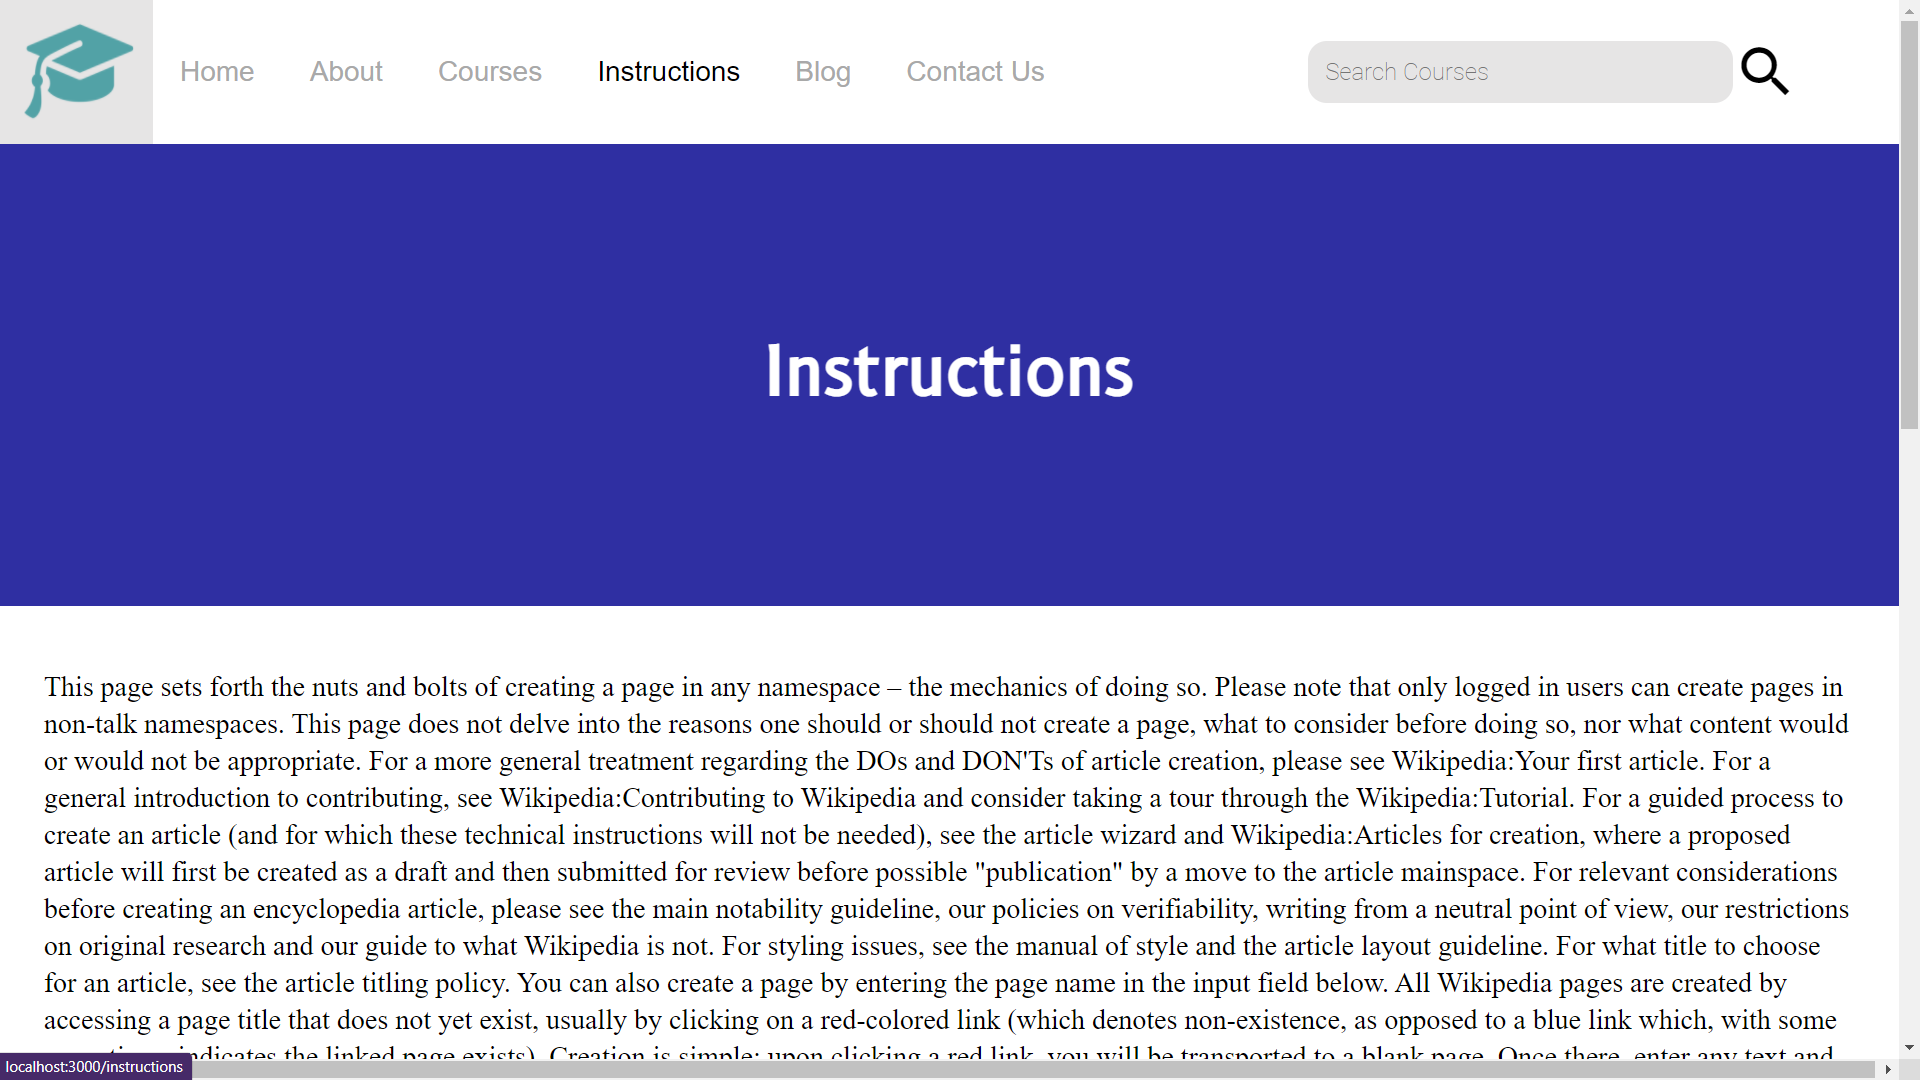 Home About Courses Instructions Blog Contact Us Search Courses
Instructions
This page sets forth the nuts and bolts of creating a page in any namespace – the mechanics of doing so. Please note that only logged in users can create pages in
non-talk namespaces. This page does not delve into the reasons one should or should not create a page, what to consider before doing so, nor what content would
or would not be appropriate. For a more general treatment regarding the DOs and DON'Ts of article creation, please see Wikipedia:Your first article. For a
general introduction to contributing, see Wikipedia:Contributing to Wikipedia and consider taking a tour through the Wikipedia:Tutorial. For a guided process to
create an article (and for which these technical instructions will not be needed), see the article wizard and Wikipedia:Articles for creation, where a proposed
article will first be created as a draft and then submitted for review before possible "publication" by a move to the article mainspace. For relevant considerations
before creating an encyclopedia article, please see the main notability guideline, our policies on verifiability, writing from a neutral point of view, our restrictions
on original research and our guide to what Wikipedia is not. For styling issues, see the manual of style and the article layout guideline. For what title to choose
for an article, see the article titling policy. You can also create a page by entering the page name in the input field below. All Wikipedia pages are created by
accessing a page title that does not yet exist, usually by clicking on a red-colored link (which denotes non-existence, as opposed to a blue link which, with some
indicates the linked page exists). Creation is simple: upon clicking a red link, you will be transported to a blank page. Once there, enter any text and
localhost:3000/instructions